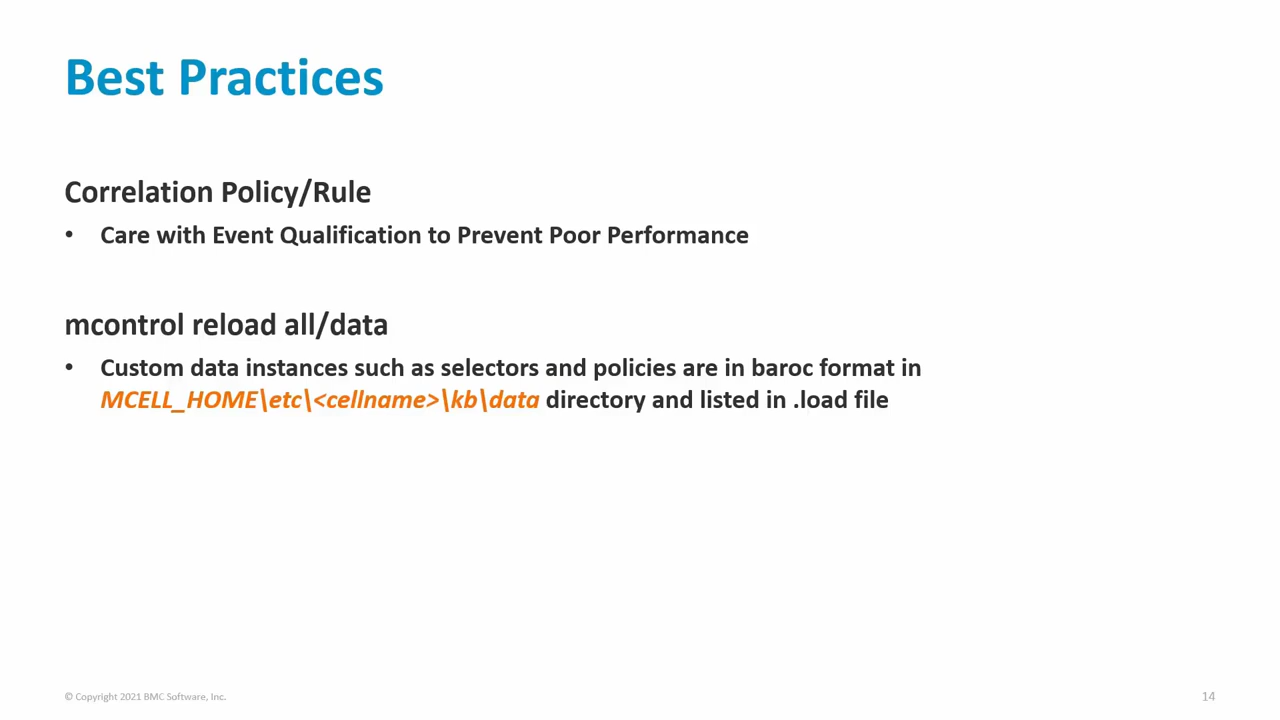 Best Practices
Correlation Policy/Rule
• Care with Event Qualification to Prevent Poor Performance
mcontrol reload all/data
• Custom data instances such as selectors and policies are in baroc format in
MCELL_HOME\etc\<cellname>\kb\data directory and listed in .load file
© Copyright 2021 BMC Software, Inc.
14